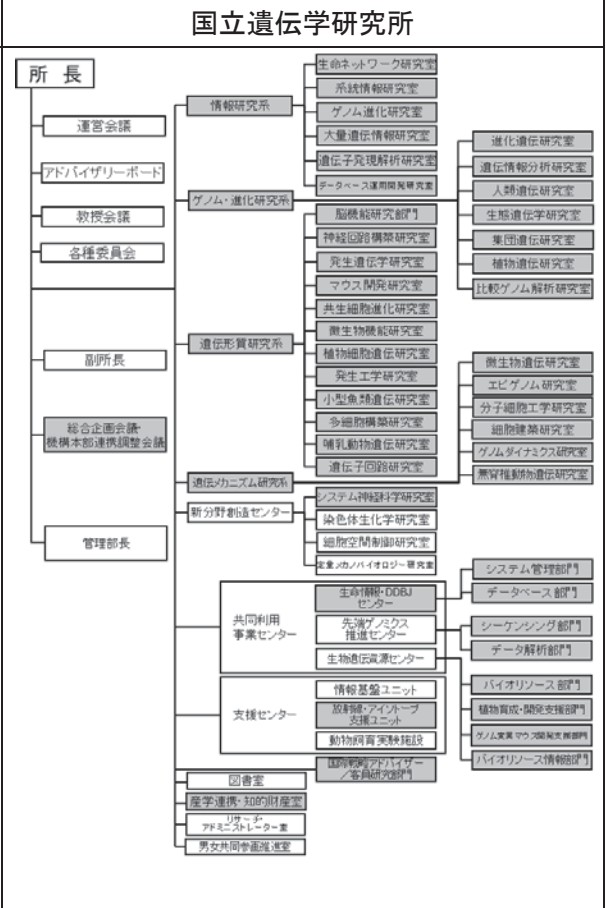 国立遺伝学研究所
所 長
運営会議
アドバイザリーボード
教授会議
各種委員会
副所長
総合企画会議・
機構本部連携調整会議
管理部長
情報研究系
生命ネットワーク研究室
系統情報研究室
ゲノム進化研究室
大量遺伝情報研究室
遺伝子発現解析研究室
データベース運用開発研究室
ゲノム・進化研究系
進化遺伝研究室
遺伝情報分析研究室
人類遺伝研究室
生態遺伝学研究室
集団遺伝研究室
植物遺伝研究室
比較ゲノム解析研究室
遺伝形質研究系
脳機能研究部門
神経回路構築研究室
発生遺伝学研究室
マウス開発研究室
共生細胞進化研究室
微生物機能研究室
植物細胞遺伝研究室
発生工学研究室
小型魚類遺伝研究室
多細胞構築研究室
哺乳動物遺伝研究室
遺伝子回路研究室
遺伝メカニズム研究系
微生物遺伝研究室
エピゲノム研究室
分子細胞工学研究室
細胞建築研究室
ゲノムダイナミクス研究室
無脊椎動物遺伝研究室
新分野創造センター
システム神経科学研究室
染色体生化学研究室
細胞空間制御研究室
定量メカノバイオロジー研究室
共同利用
事業センター
生命情報・DDBJ
センター
システム管理部門
データベース部門
先端ゲノミクス
推進センター
シーケンシング部門
データ解析部門
生物遺伝資源センター
バイオリソース部門
植物育成・開発支援部門
ゲノム変異マウス開発支援部門
バイオリソース情報部門
支援センター
情報基盤ユニット
放射線・アイソトープ
支援ユニット
動物飼育実験施設
国際戦略アドバイザー
／客員研究部門
図書室
産学連携・知的財産室
リサーチ・
アドミニストレーター室
男女共同参画推進室